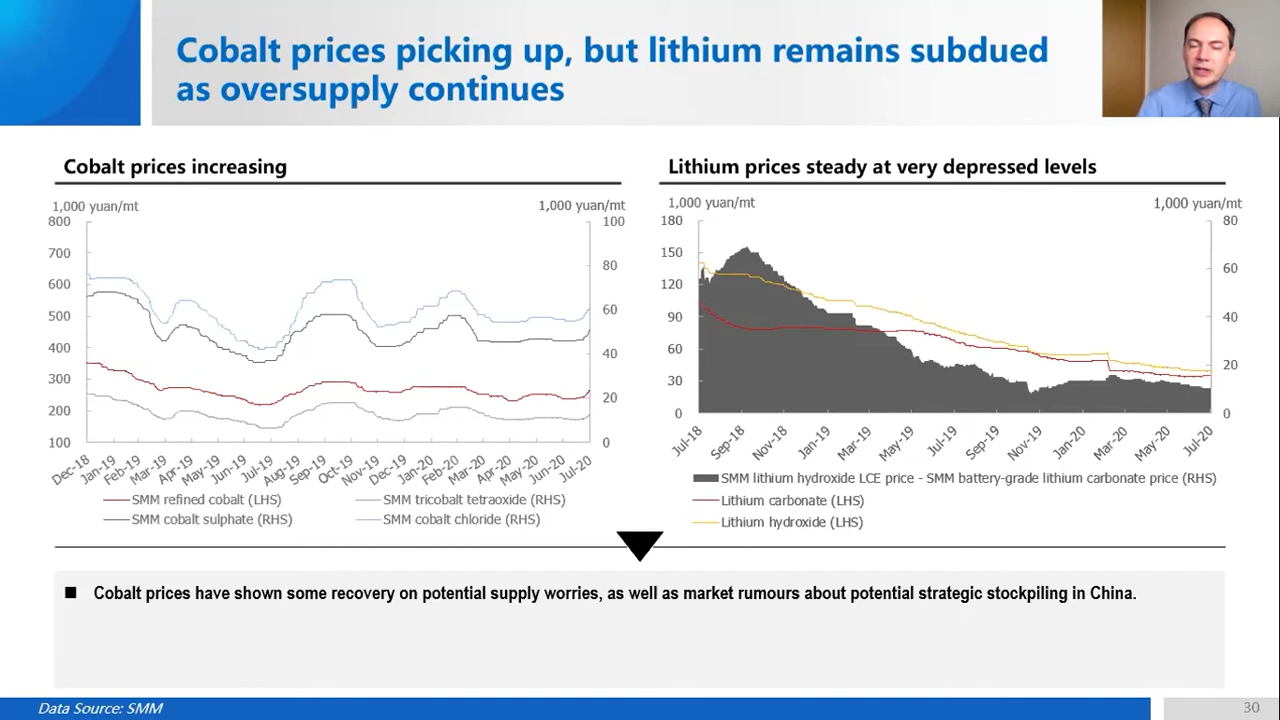 Cobalt prices picking up, but lithium remains subdued
as oversupply continues
Cobalt prices increasing
1,000 yuan/mt
1,000 yuan/mt
800
700
600
500
400
300
200
100
100
80
60
40
20
0
Dec-18
Jan-19
Feb-19
Mar-19
Apr-19
May-19
Jun-19
Jul-19
Aug-19
Sep-19
Oct-19
Nov-19
Dec-19
Jan-20
Feb-20
Mar-20
Apr-20
May-20
Jun-20
Jul-20
SMM refined cobalt (LHS)
SMM tricobalt tetraoxide (RHS)
SMM cobalt sulphate (RHS)
SMM cobalt chloride (RHS)
Lithium prices steady at very depressed levels
1,000 yuan/mt
1,000 yuan/mt
180
150
120
90
60
30
0
80
60
40
20
0
Jul-18
Sep-18
Nov-18
Jan-19
Mar-19
May-19
Jul-19
Sep-19
Nov-19
Jan-20
Mar-20
May-20
Jul-20
SMM lithium hydroxide LCE price - SMM battery-grade lithium carbonate price (RHS)
Lithium carbonate (LHS)
Lithium hydroxide (LHS)
■ Cobalt prices have shown some recovery on potential supply worries, as well as market rumours about potential strategic stockpiling in China.
Data Source: SMM
30